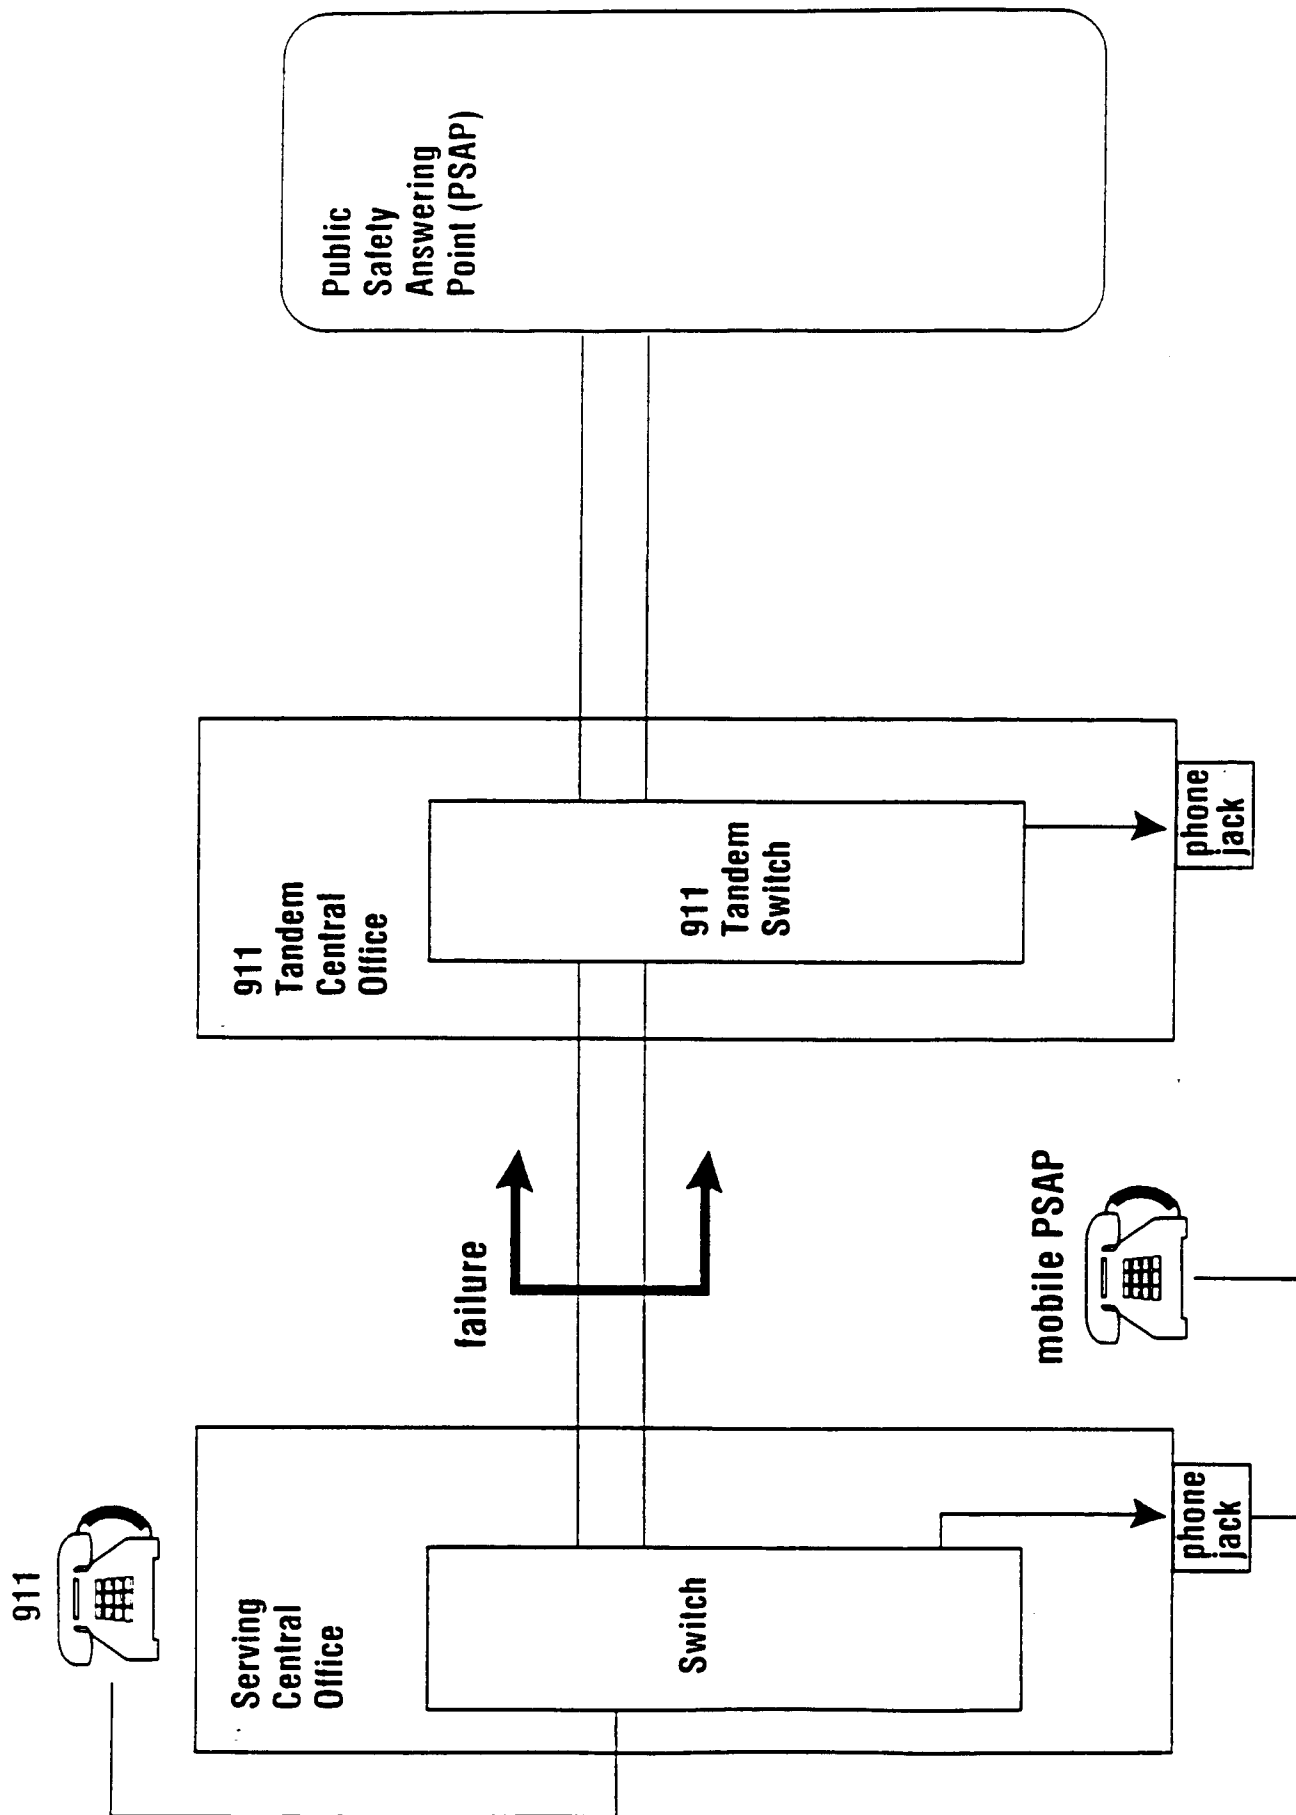 911
Serving
Central
Office
Switch
phone
jack
failure
mobile PSAP
911
Tandem
Central
Office
911
Tandem
Switch
phone
jack
Public
Safety
Answering
Point (PSAP)